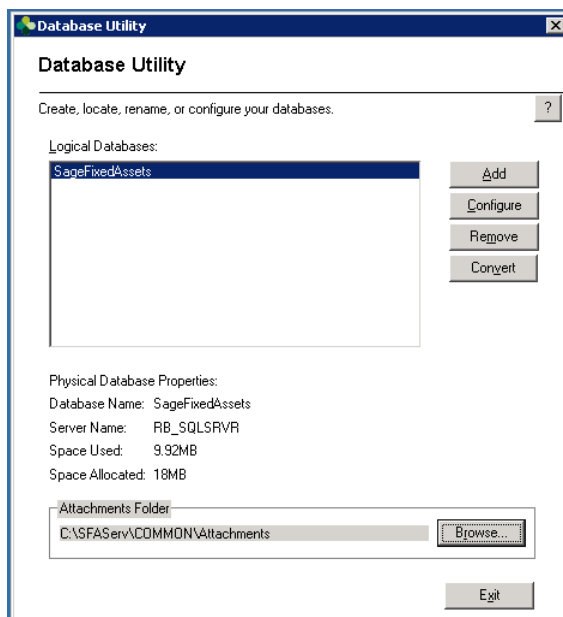 Database Utility
Database Utility
Create, locate, rename, or configure your databases.
?
Logical Databases:
SageFixedAssets
Add
Configure
Remove
Convert
Physical Database Properties:
Database Name: SageFixedAssets
Server Name: RB_SQLSRVR
Space Used: 9.92MB
Space Allocated: 18MB
Attachments Folder
C:\SFAServ\COMMON\Attachments
Browse...
Exit